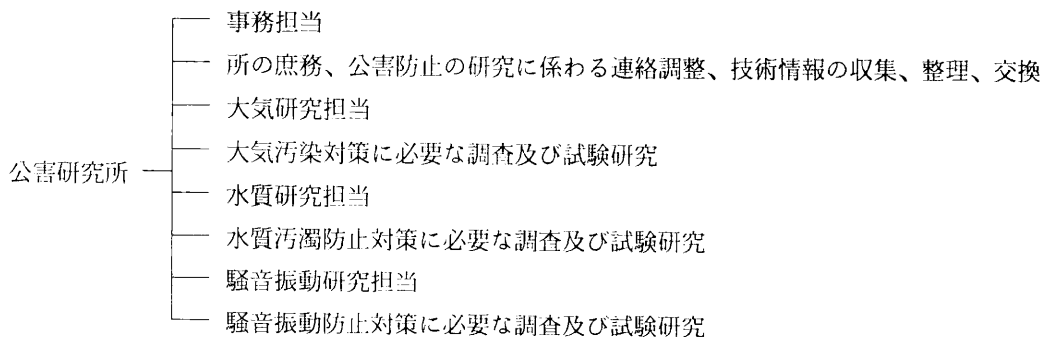 事務担当
所の庶務、公害防止の研究に係わる連絡調整、技術情報の収集、整理、交換
大気研究担当
大気汚染対策に必要な調査及び試験研究
公害研究所
水質研究担当
水質汚濁防止対策に必要な調査及び試験研究
騒音振動研究担当
騒音振動防止対策に必要な調査及び試験研究